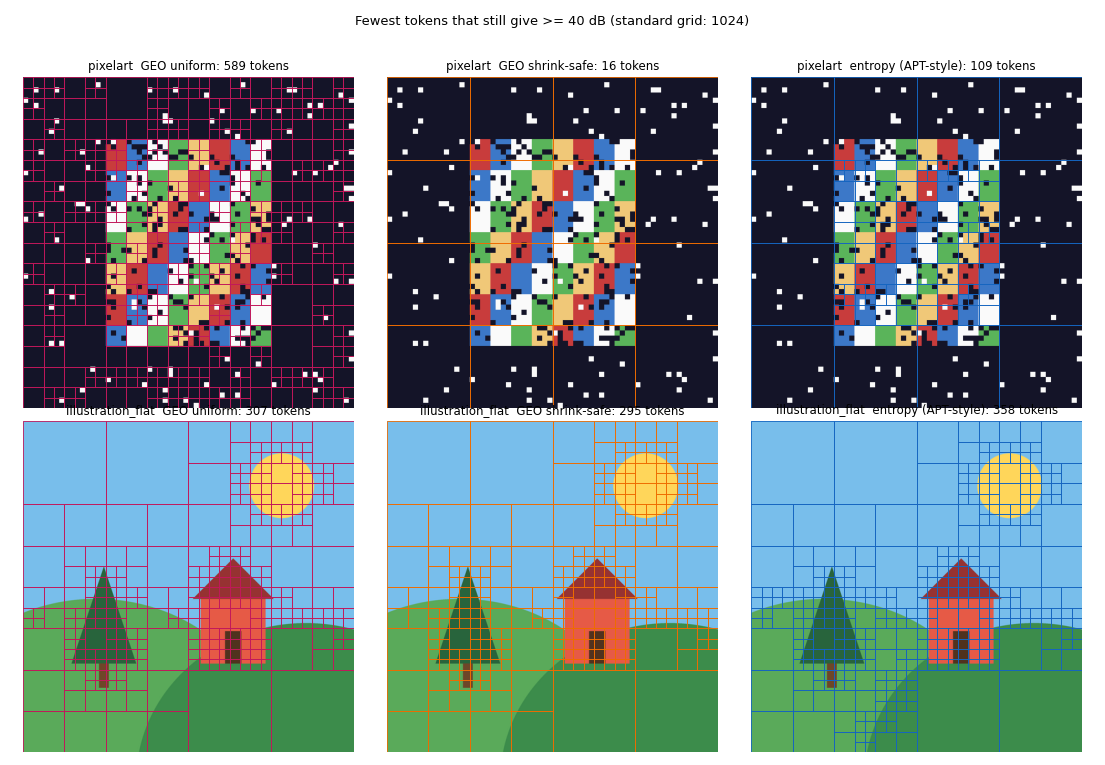 Fewest tokens that still give >= 40 dB (standard grid: 1024)
pixelart  GEO uniform: 589 tokens
pixelart  GEO shrink-safe: 16 tokens
pixelart  entropy (APT-style): 109 tokens
illustration_flat  GEO uniform: 307 tokens
illustration_flat  GEO shrink-safe: 295 tokens
illustration_flat  entropy (APT-style): 358 tokens